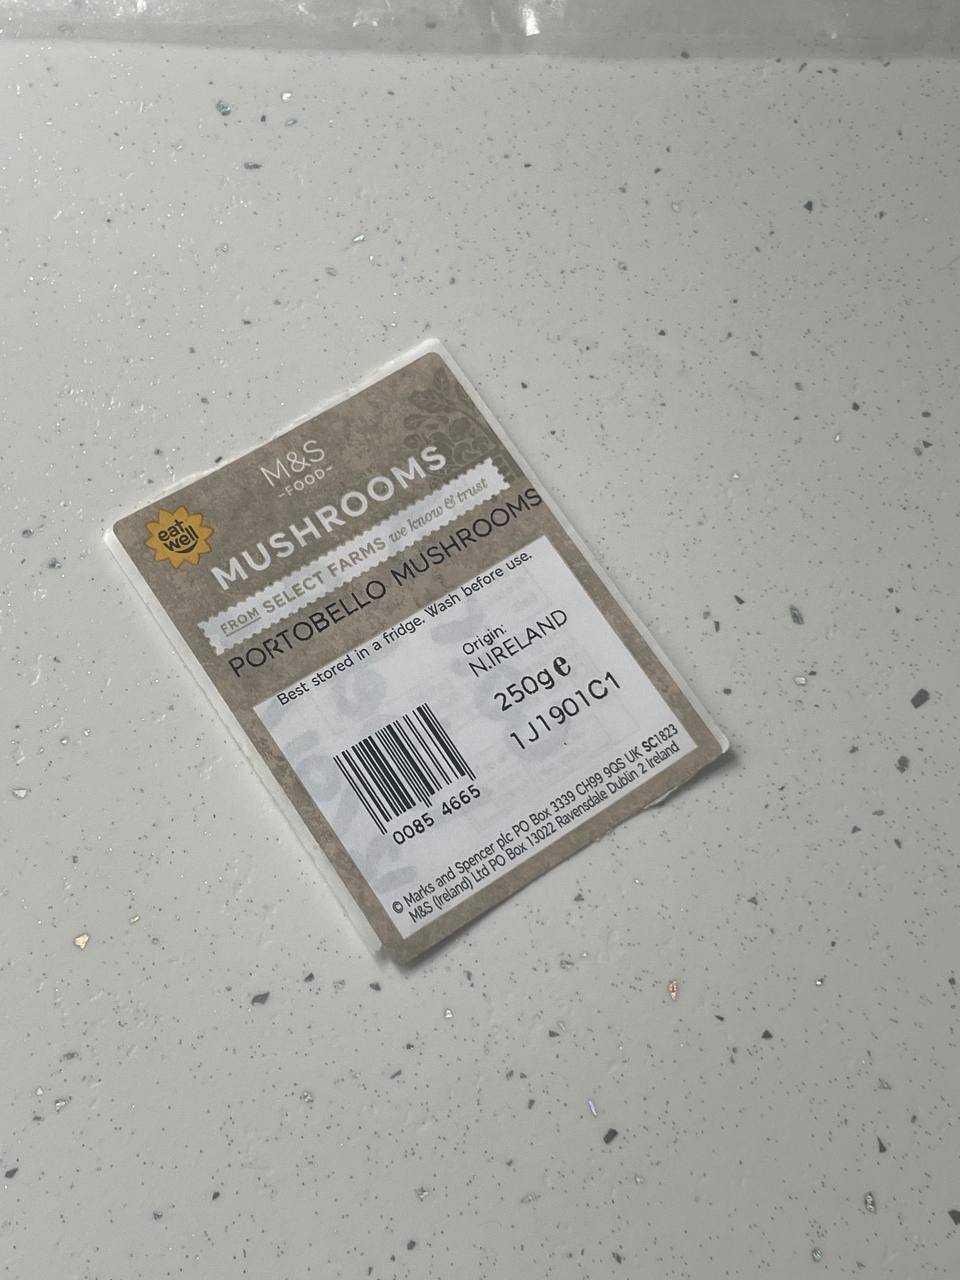 M&S
-FOOD-
eat
well
MUSHROOMS
FROM SELECT FARMS we know & trust
PORTOBELLO MUSHROOMS
Best stored in a fridge. Wash before use.
Origin:
N.IRELAND
250g e
1J1901C1
0085 4665
© Marks and Spencer plc PO Box 3339 CH99 9QS UK SC1823
M&S (Ireland) Ltd PO Box 13022 Ravensdale Dublin 2 Ireland